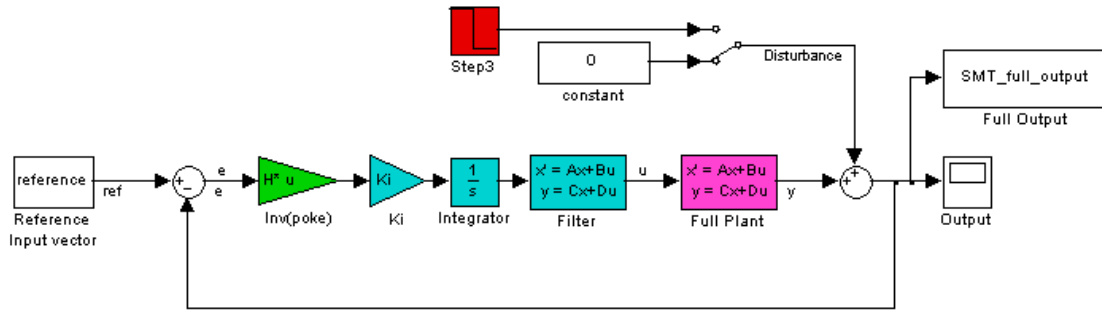 Step3
0
constant
Disturbance
SMT_full_output
Full Output
reference
ref
Reference
Input vector
+
-
e
e
H* u
Inv(poke)
Ki
Ki
1
s
Integrator
x' = Ax+Bu
y = Cx+Du
Filter
u
x' = Ax+Bu
y = Cx+Du
Full Plant
y
+
+
Output